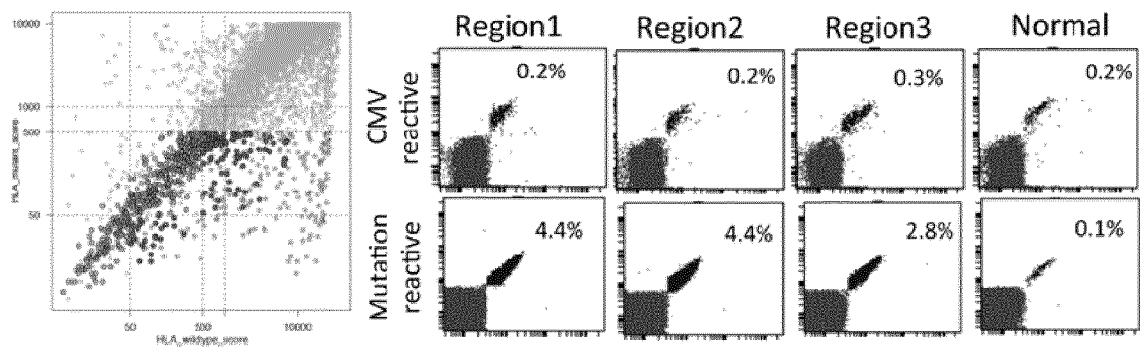 Region1
Region2
Region3
Normal
CMV
reactive
0.2%
0.2%
0.3%
0.2%
Mutation
reactive
4.4%
4.4%
2.8%
0.1%
10000
1000
500
50
50
500
10000
HLA_wildtype_score